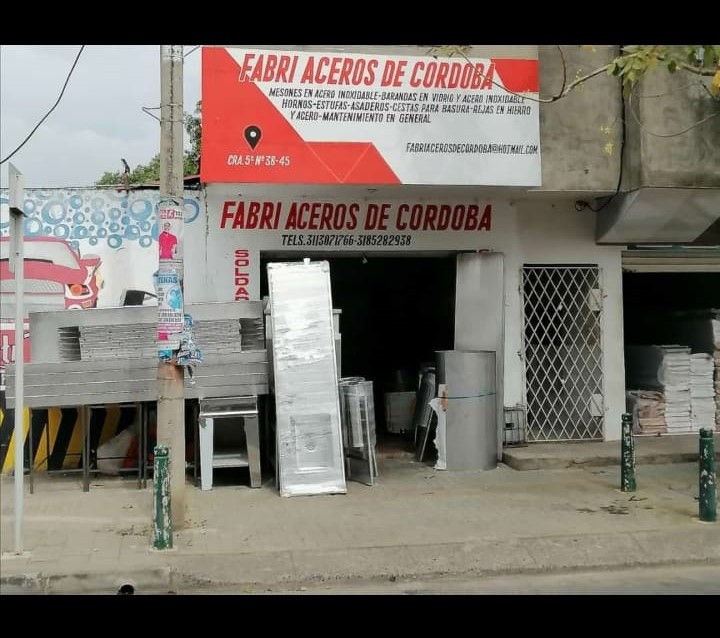 FABRI ACEROS DE CORDOBA
MESONES EN ACERO INOXIDABLE-BARANDAS EN VIDRIO Y ACERO INOXIDABLE
HORNOS-ESTUFAS-ASADEROS-CESTAS PARA BASURA-REJAS EN HIERRO
Y ACERO-MANTENIMIENTO EN GENERAL
CRA.5ª Nº 38-45
FABRIACEROSDECORDOBA@HOTMAIL.COM
FABRI ACEROS DE CORDOBA
TELS.3113071766-3185282938
SOLDA